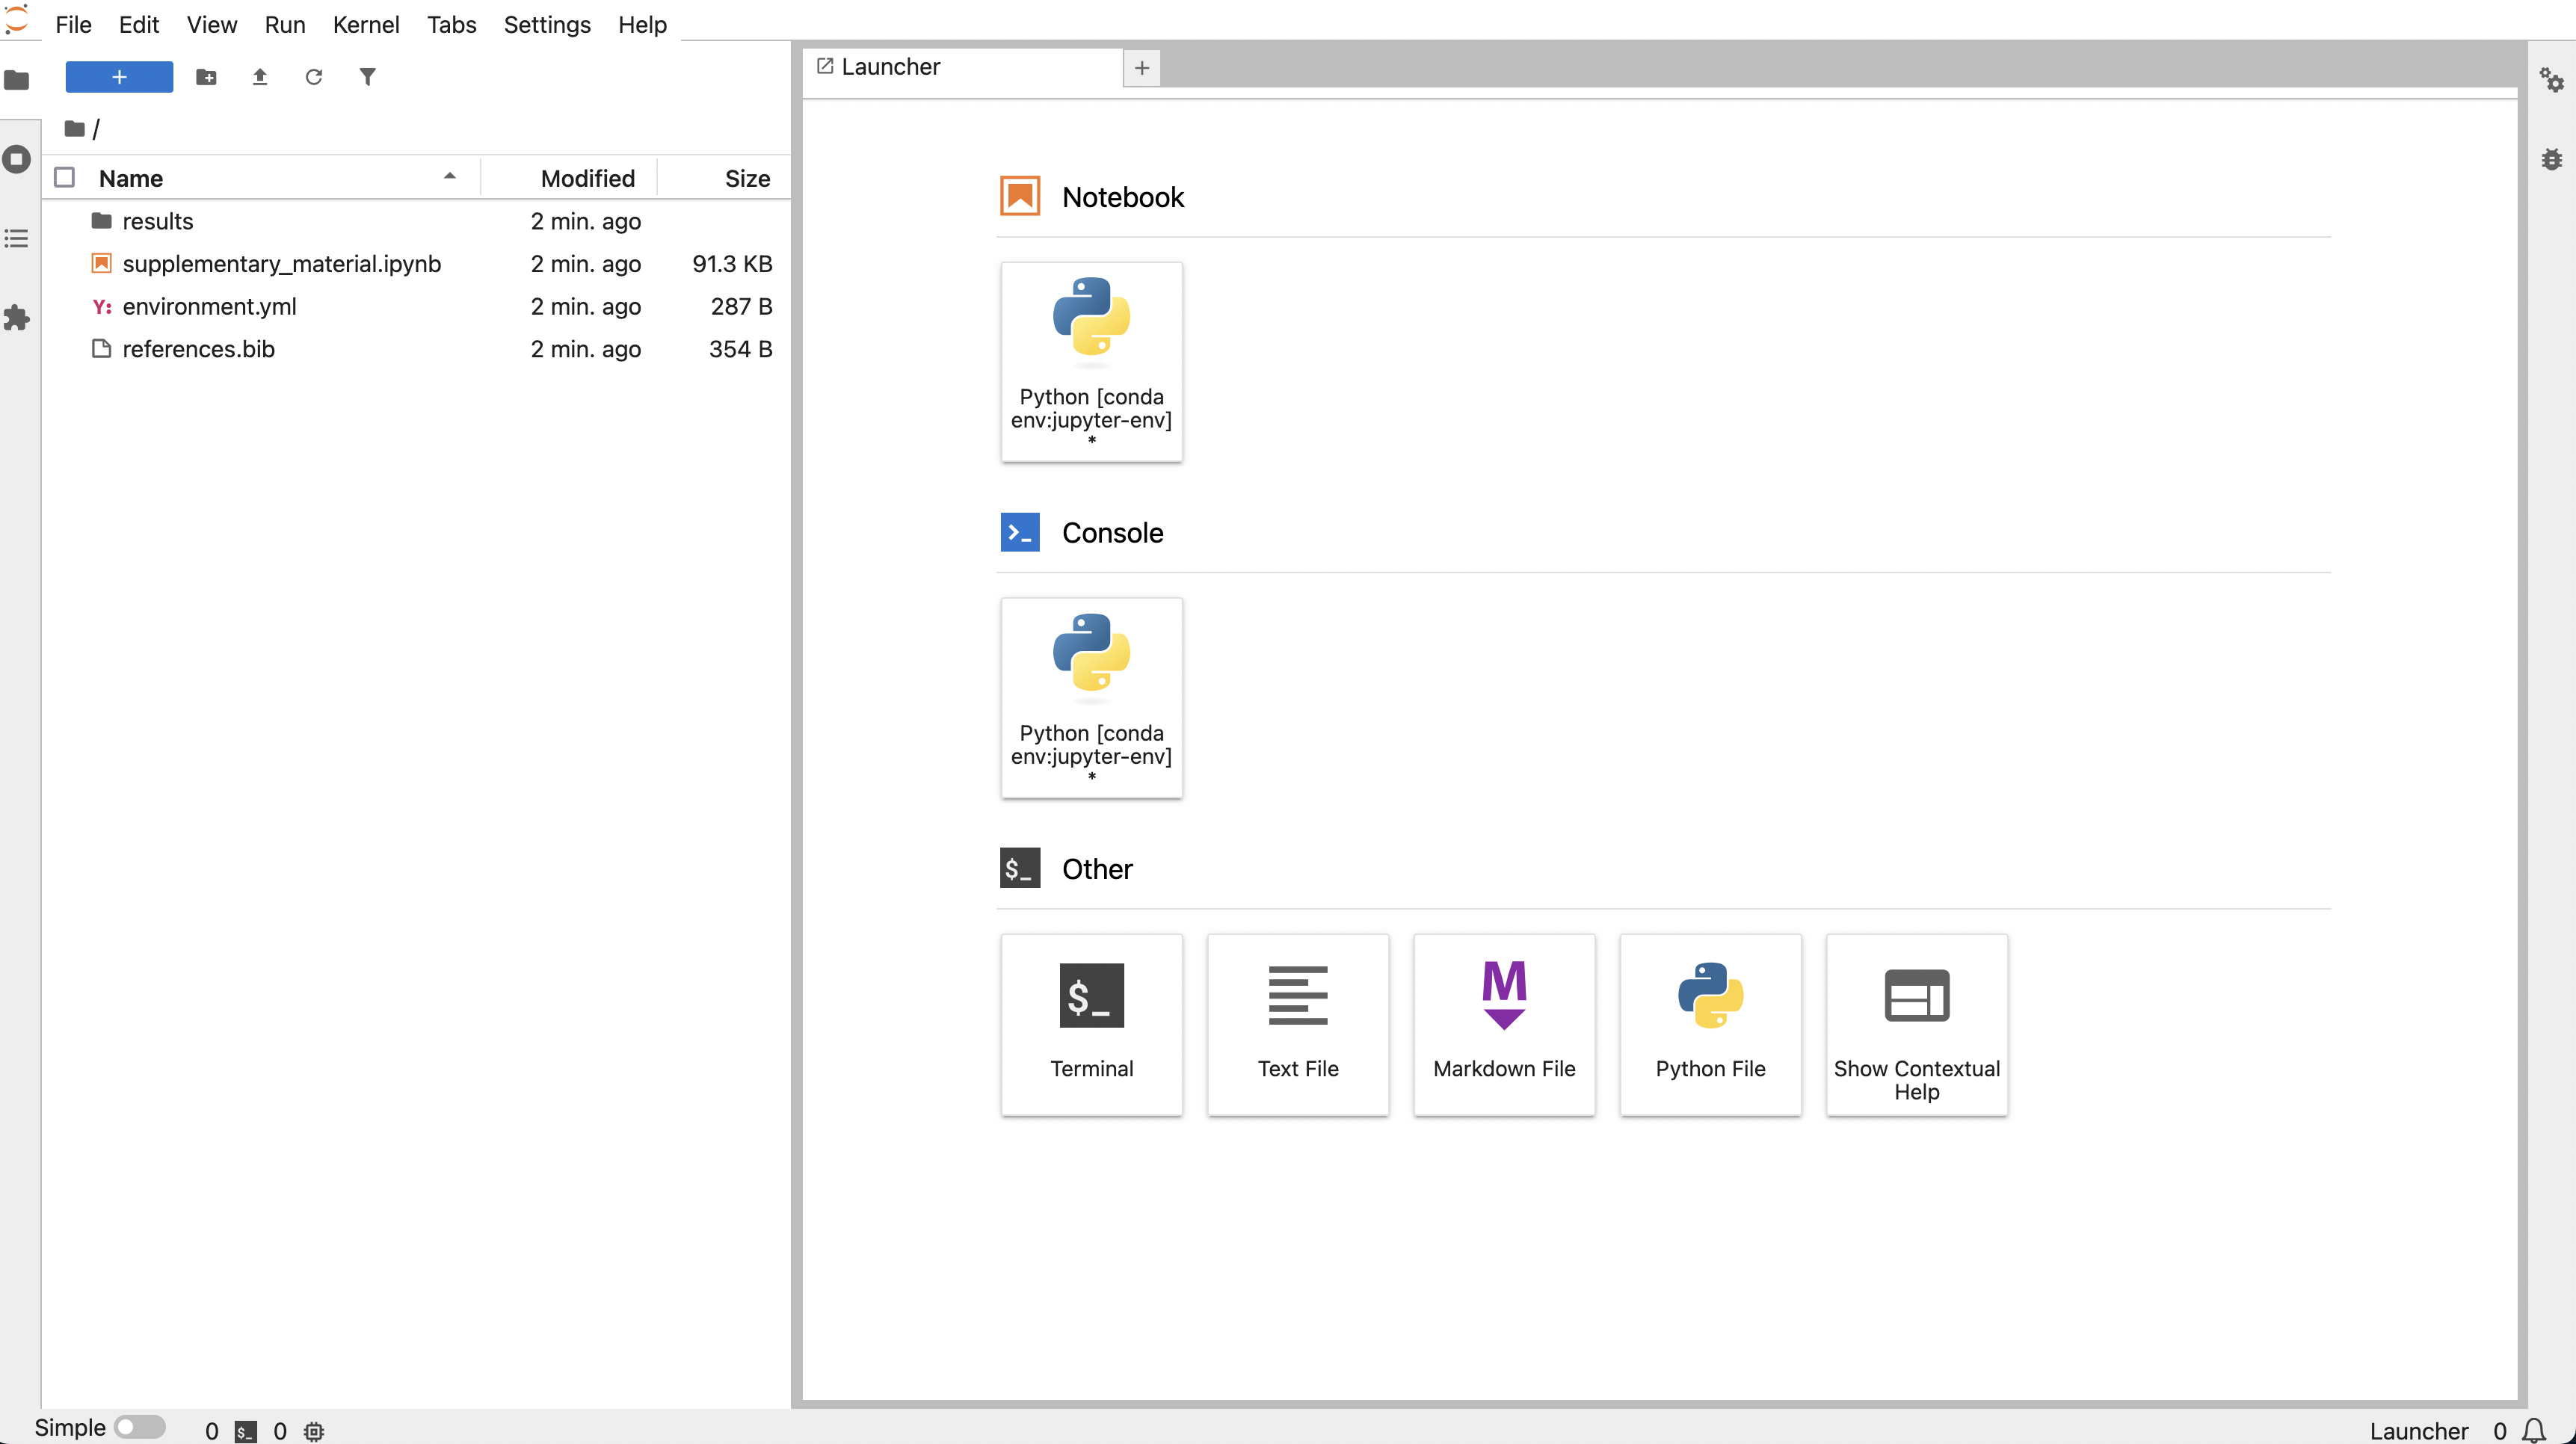 File Edit View Run Kernel Tabs Settings Help
Launcher
/
Name Modified Size
results 2 min. ago
supplementary_material.ipynb 2 min. ago 91.3 KB
Y: environment.yml 2 min. ago 287 B
references.bib 2 min. ago 354 B
Notebook
Python [conda
env:jupyter-env]
*
Console
Python [conda
env:jupyter-env]
*
$_ Other
$_
Terminal
Text File
M
Markdown File
Python File
Show Contextual
Help
Simple 0 $_ 0
Launcher 0